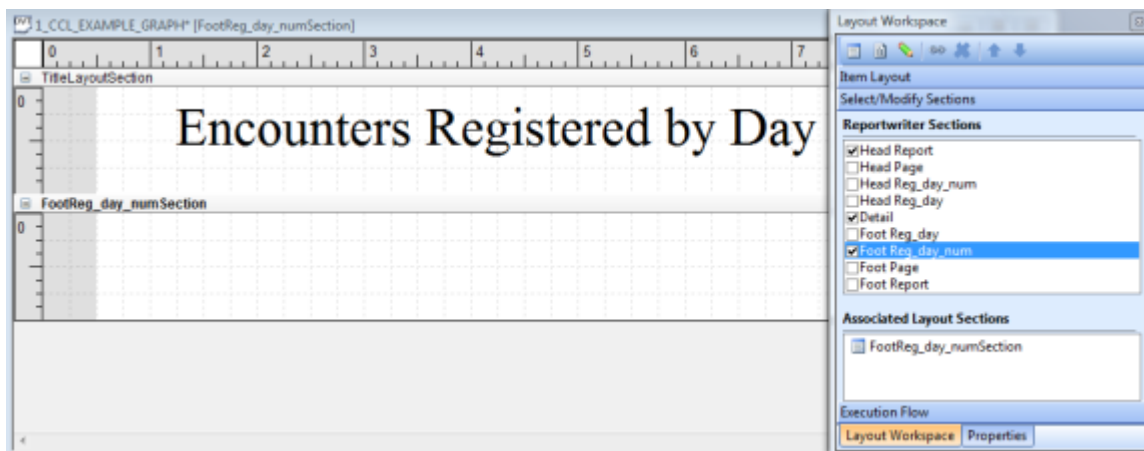 1_CCL_EXAMPLE_GRAPH* [FootReg_day_numSection]
0 1 2 3 4 5 6 7
TitleLayoutSection
0
Encounters Registered by Day
FootReg_day_numSection
0
Layout Workspace
Item Layout
Select/Modify Sections
Reportwriter Sections
Head Report
Head Page
Head Reg_day_num
Head Reg_day
Detail
Foot Reg_day
Foot Reg_day_num
Foot Page
Foot Report
Associated Layout Sections
FootReg_day_numSection
Execution Flow
Layout Workspace Properties